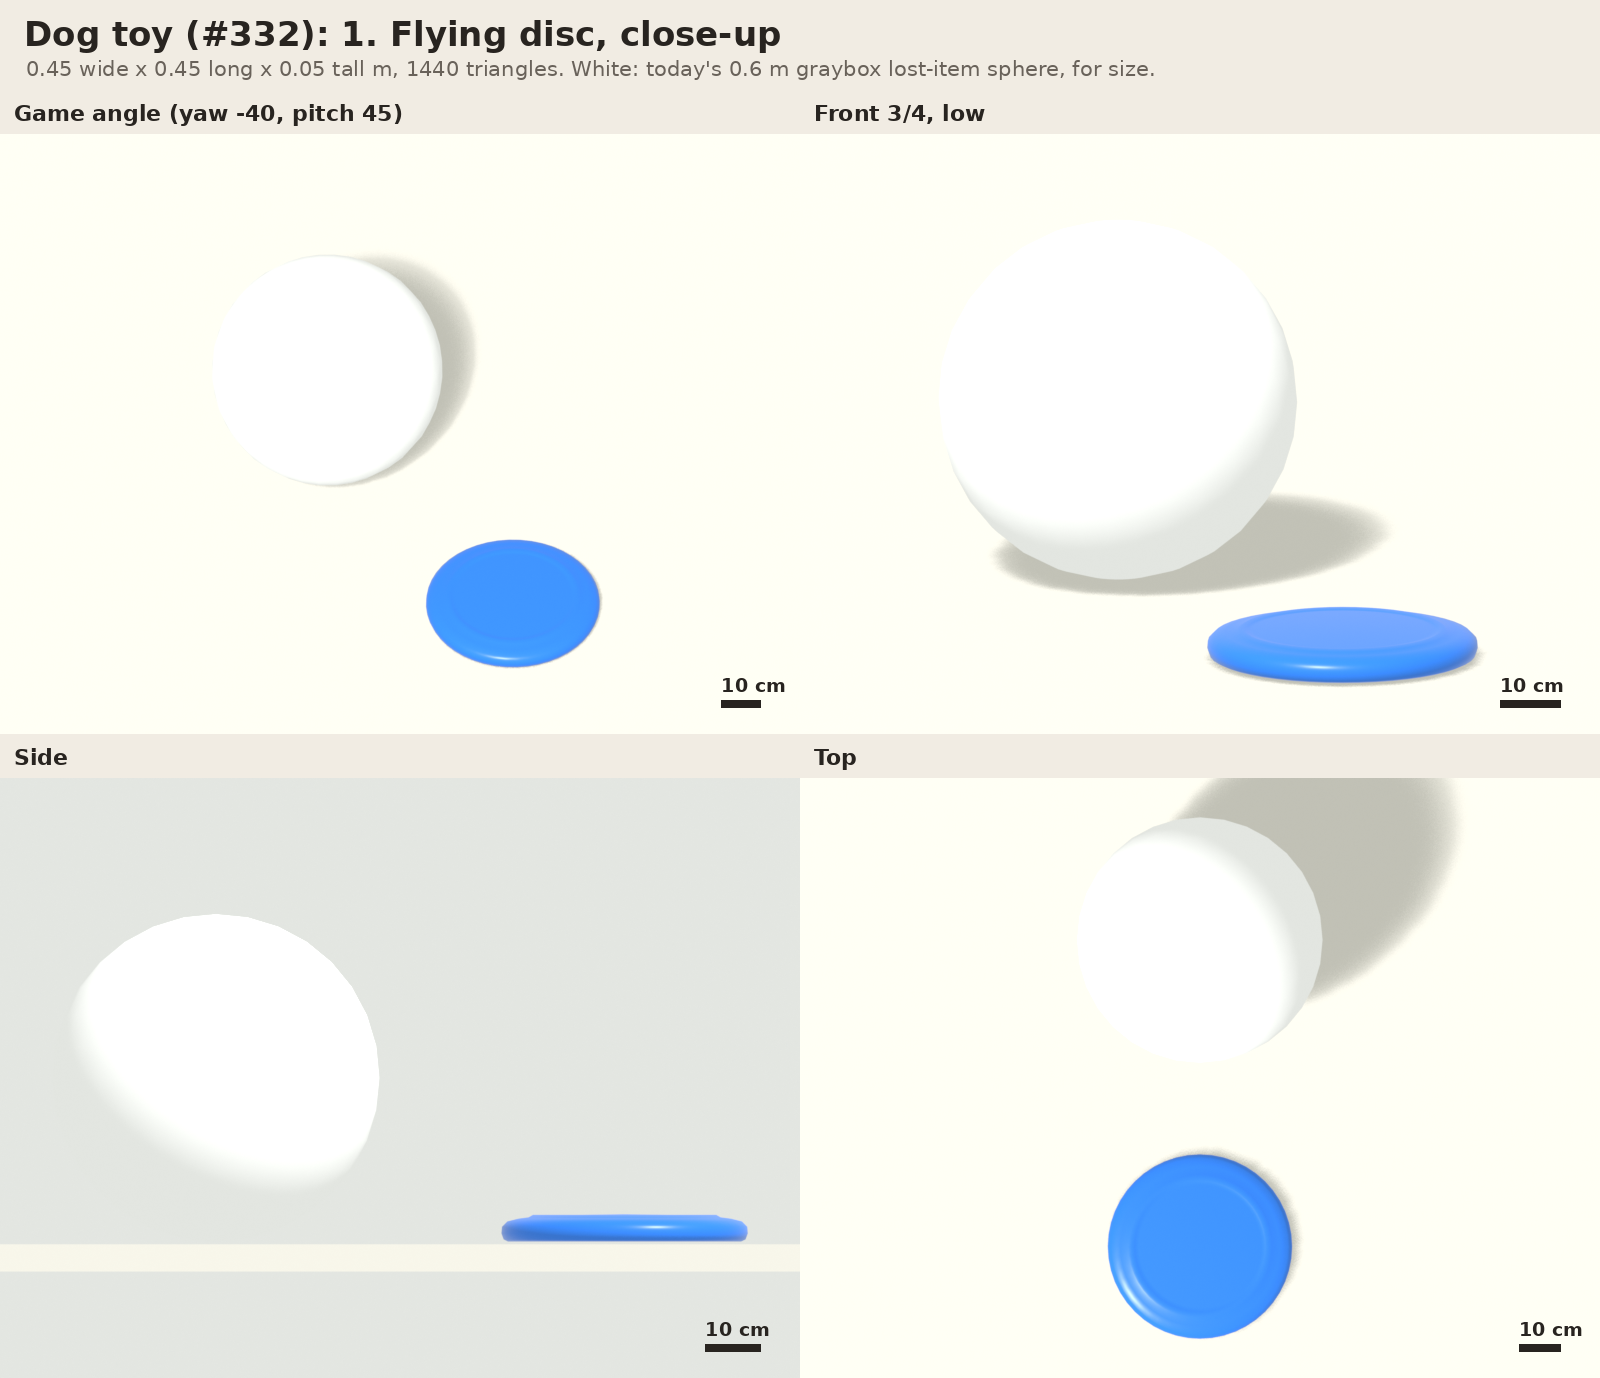 Dog toy (#332): 1. Flying disc, close-up
0.45 wide x 0.45 long x 0.05 tall m, 1440 triangles. White: today's 0.6 m graybox lost-item sphere, for size.
Game angle (yaw -40, pitch 45)
Front 3/4, low
10 cm
10 cm
Side
Top
10 cm
10 cm